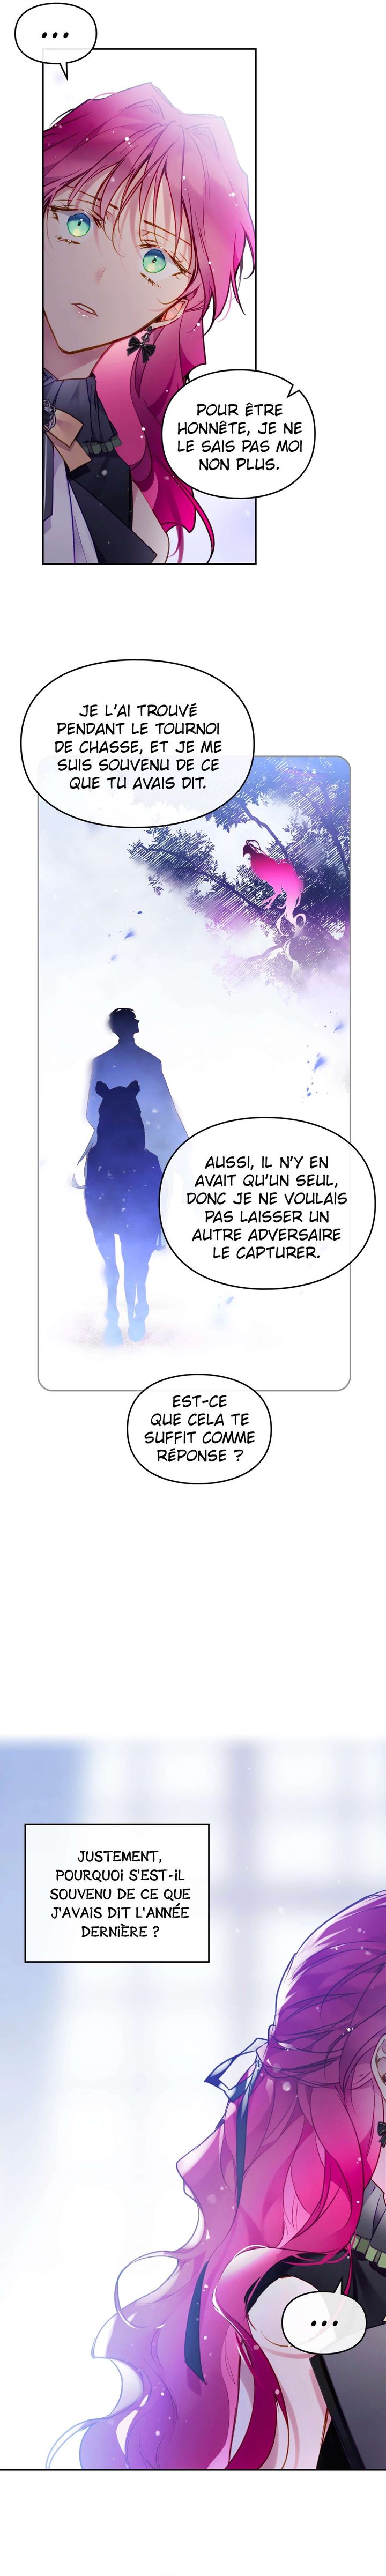 ...
POUR ÊTRE
HONNÊTE, JE NE
LE SAIS PAS MOI
NON PLUS.
JE L'AI TROUVÉ
PENDANT LE TOURNOI
DE CHASSE, ET JE ME
SUIS SOUVENU DE CE
QUE TU AVAIS DIT.
AUSSI, IL N'Y EN
AVAIT QU'UN SEUL,
DONC JE NE VOULAIS
PAS LAISSER UN
AUTRE ADVERSAIRE
LE CAPTURER.
EST-CE
QUE CELA TE
SUFFIT COMME
RÉPONSE ?
JUSTEMENT,
POURQUOI S'EST-IL
SOUVENU DE CE QUE
J'AVAIS DIT L'ANNÉE
DERNIÈRE ?
...